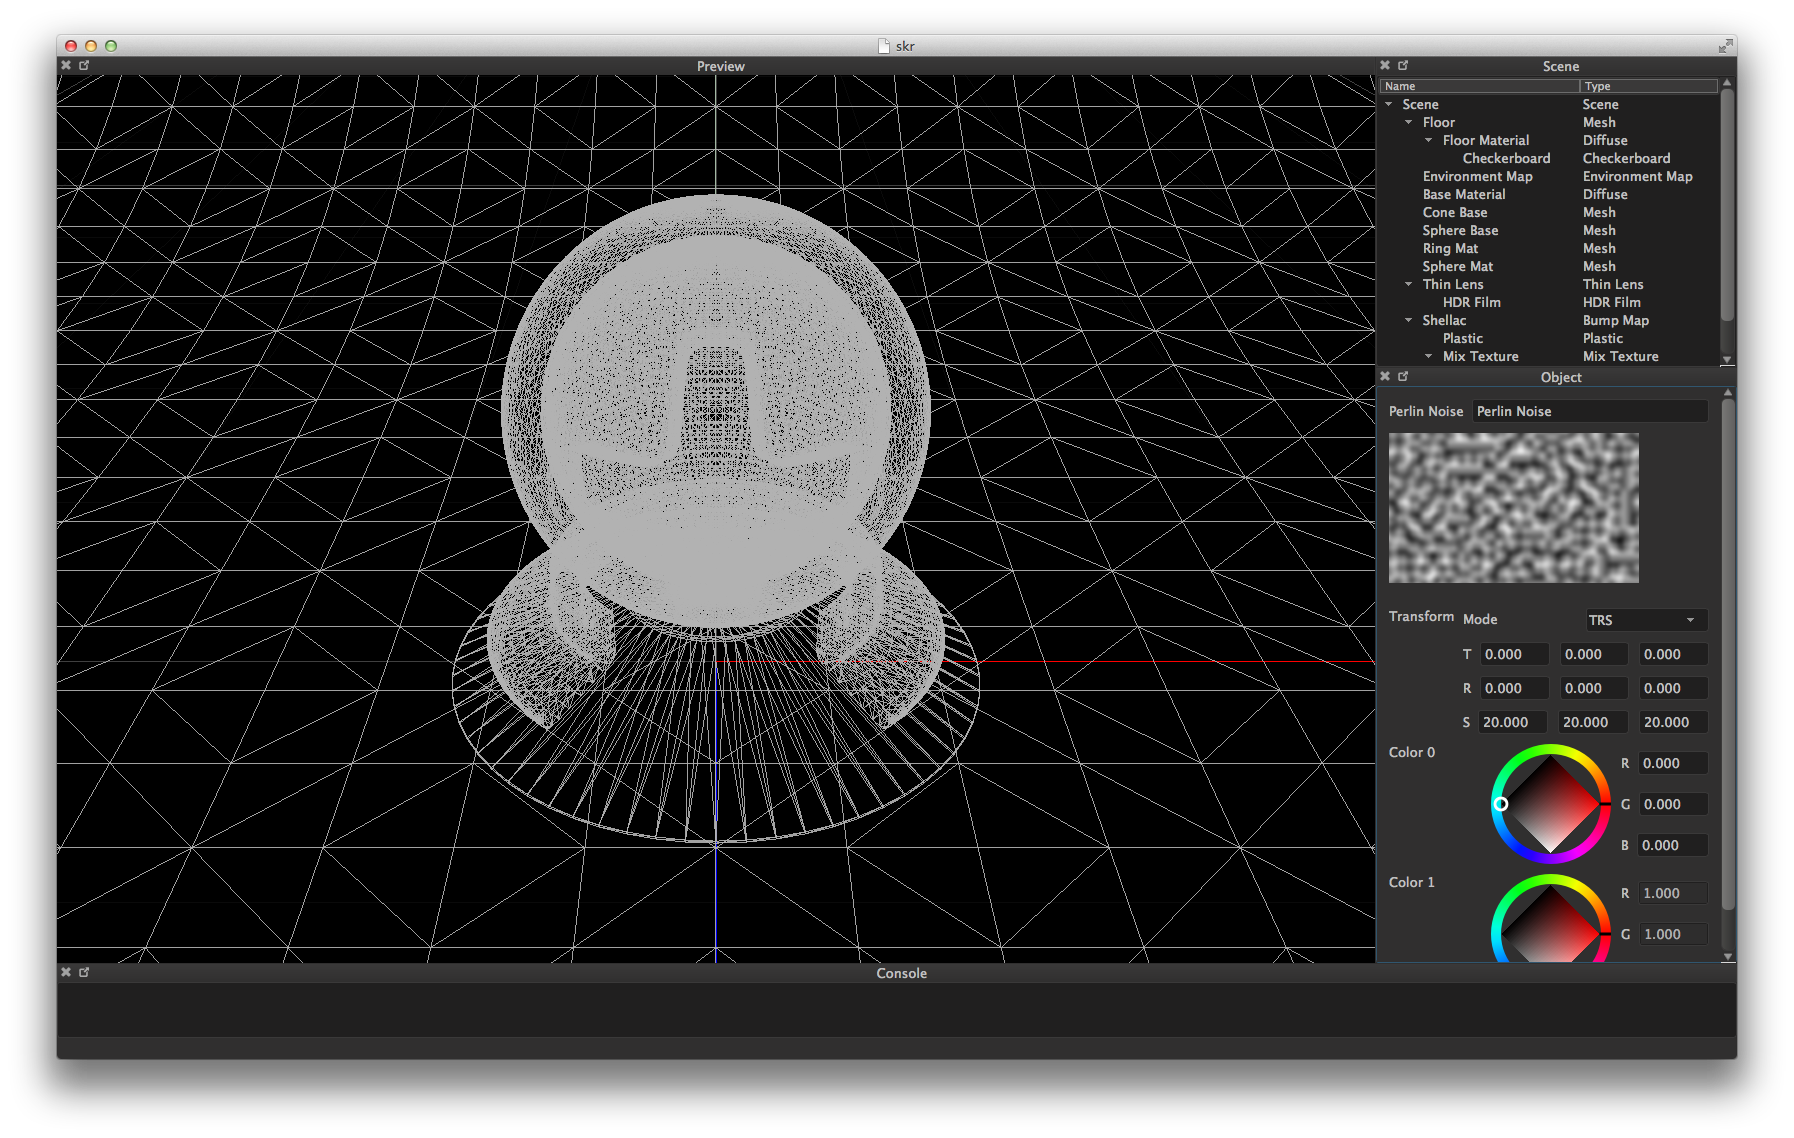 skr
Preview
Scene
Name Type
Scene Scene
Floor Mesh
Floor Material Diffuse
Checkerboard Checkerboard
Environment Map Environment Map
Base Material Diffuse
Cone Base Mesh
Sphere Base Mesh
Ring Mat Mesh
Sphere Mat Mesh
Thin Lens Thin Lens
HDR Film HDR Film
Shellac Bump Map
Plastic Plastic
Mix Texture Mix Texture
Object
Perlin Noise Perlin Noise
Transform Mode TRS
T 0.000 0.000 0.000
R 0.000 0.000 0.000
S 20.000 20.000 20.000
Color 0
R 0.000
G 0.000
B 0.000
Color 1
R 1.000
G 1.000
Console